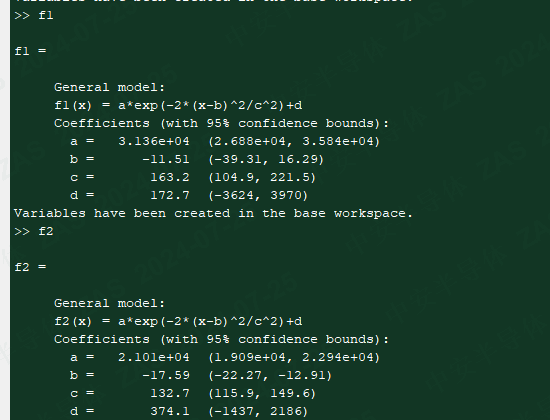 >> f1
f1 =
General model:
f1(x) = a*exp(-2*(x-b)^2/c^2)+d
Coefficients (with 95% confidence bounds):
a = 3.136e+04 (2.688e+04, 3.584e+04)
b = -11.51 (-39.31, 16.29)
c = 163.2 (104.9, 221.5)
d = 172.7 (-3624, 3970)
Variables have been created in the base workspace.
>> f2
f2 =
General model:
f2(x) = a*exp(-2*(x-b)^2/c^2)+d
Coefficients (with 95% confidence bounds):
a = 2.101e+04 (1.909e+04, 2.294e+04)
b = -17.59 (-22.27, -12.91)
c = 132.7 (115.9, 149.6)
d = 374.1 (-1437, 2186)